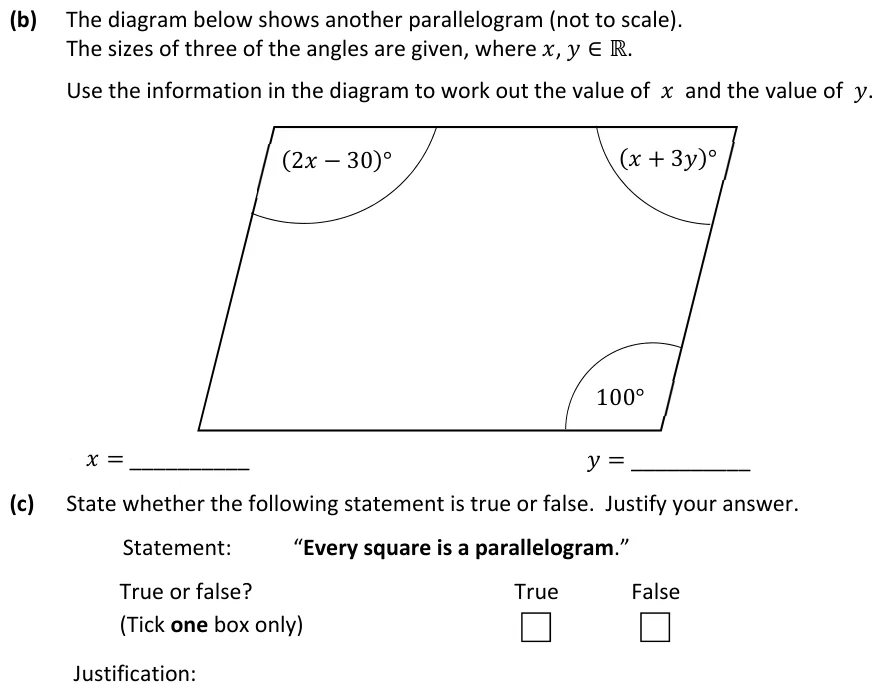 (b) The diagram below shows another parallelogram (not to scale).
The sizes of three of the angles are given, where x, y ∈ ℝ.
Use the information in the diagram to work out the value of x and the value of y.
(2x − 30)° (x + 3y)°
100°
x = __________ y = __________
(c) State whether the following statement is true or false. Justify your answer.
Statement: “Every square is a parallelogram.”
True or false? True False
(Tick one box only)
Justification: